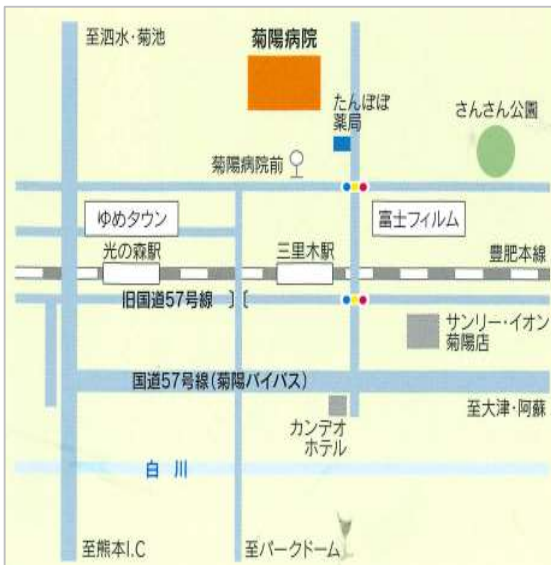 至泗水・菊池
菊陽病院
たんぽぽ
薬局
さんさん公園
菊陽病院前
ゆめタウン
富士フィルム
光の森駅
三里木駅
豊肥本線
旧国道57号線
サンリー・イオン
菊陽店
国道57号線(菊陽バイパス)
至大津・阿蘇
カンデオ
ホテル
白川
至熊本I.C
至パークドーム